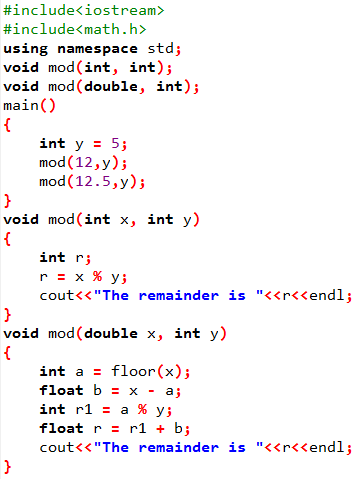 #include<iostream>
#include<math.h>
using namespace std;
void mod(int, int);
void mod(double, int);
main()
{
    int y = 5;
    mod(12,y);
    mod(12.5,y);
}
void mod(int x, int y)
{
    int r;
    r = x % y;
    cout<<"The remainder is "<<r<<endl;
}
void mod(double x, int y)
{
    int a = floor(x);
    float b = x - a;
    int r1 = a % y;
    float r = r1 + b;
    cout<<"The remainder is "<<r<<endl;
}